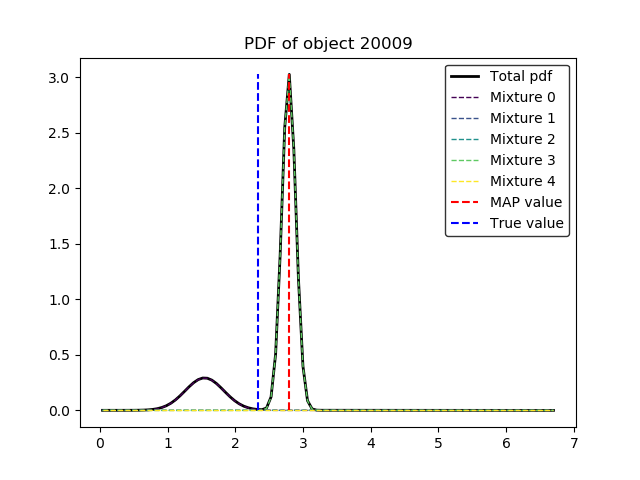 PDF of object 20009
3.0
2.5
2.0
1.5
1.0
0.5
0.0
0 1 2 3 4 5 6 7
Total pdf
Mixture 0
Mixture 1
Mixture 2
Mixture 3
Mixture 4
MAP value
True value